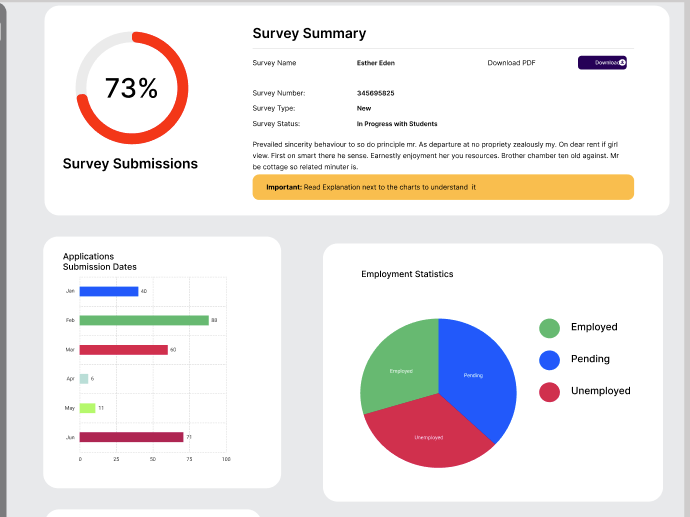 73%
Survey Submissions
Survey Summary
Survey Name Esther Eden Download PDF Download
Survey Number: 345695825
Survey Type: New
Survey Status: In Progress with Students
Prevailed sincerity behaviour to so do principle mr. As departure at no propriety zealously my. On dear rent if girl
view. First on smart there he sense. Earnestly enjoyment her you resources. Brother chamber ten old against. Mr
be cottage so related minuter is.
Important: Read Explanation next to the charts to understand it
Applications
Submission Dates
Jan 40
Feb 88
Mar 60
Apr 6
May 11
Jun 71
0 25 50 75 100
Employment Statistics
Employed
Pending
Unemployed
Employed
Pending
Unemployed